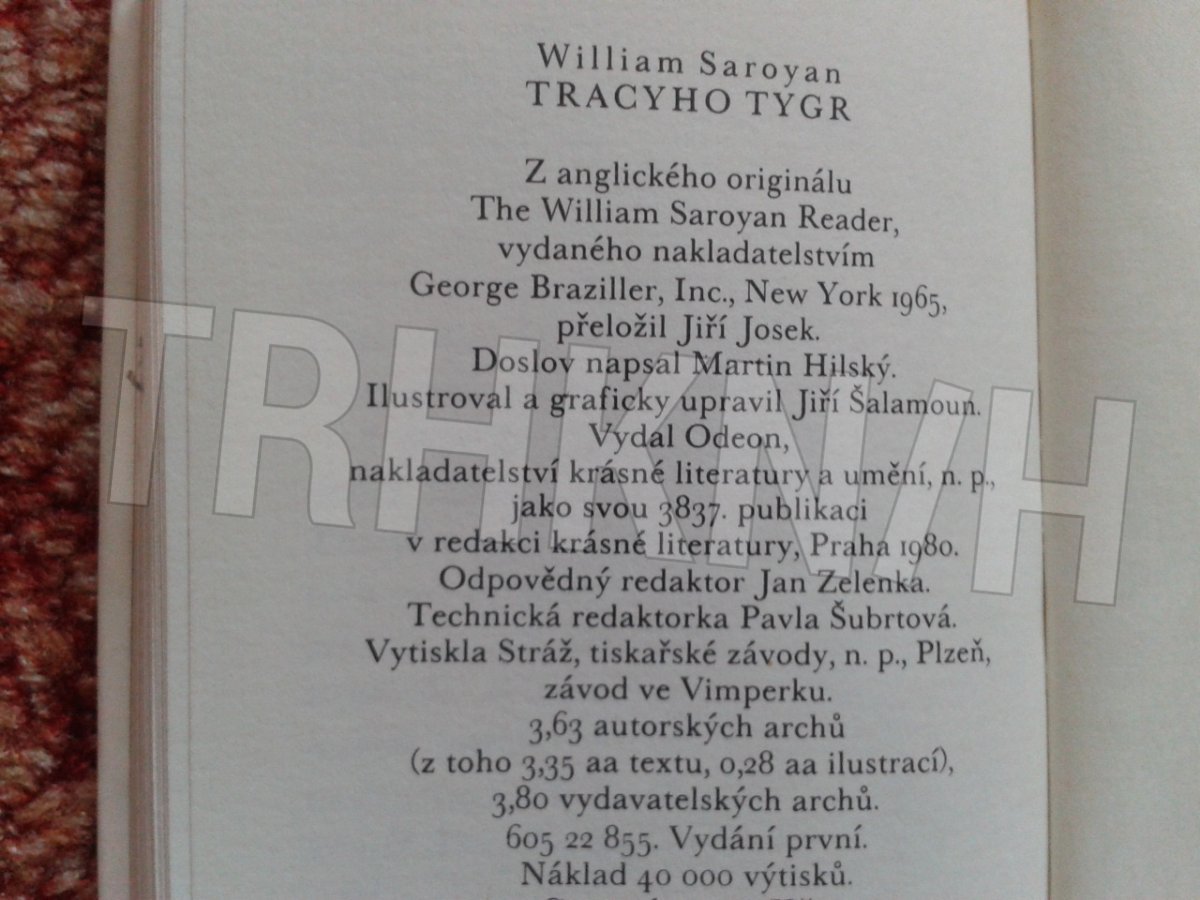 William Saroyan
TRACYHO TYGR
Z anglického originálu
The William Saroyan Reader,
vydaného nakladatelstvím
George Braziller, Inc., New York 1965,
přeložil Jiří Josek.
Doslov napsal Martin Hilský.
Ilustroval a graficky upravil Jiří Šalamoun.
Vydal Odeon,
nakladatelství krásné literatury a umění, n. p.,
jako svou 3837. publikaci
v redakci krásné literatury, Praha 1980.
Odpovědný redaktor Jan Zelenka.
Technická redaktorka Pavla Šubrtová.
Vytiskla Stráž, tiskařské závody, n. p., Plzeň,
závod ve Vimperku.
3,63 autorských archů
(z toho 3,35 aa textu, 0,28 aa ilustrací),
3,80 vydavatelských archů.
605 22 855. Vydání první.
Náklad 40 000 výtisků.
TRHKNIH